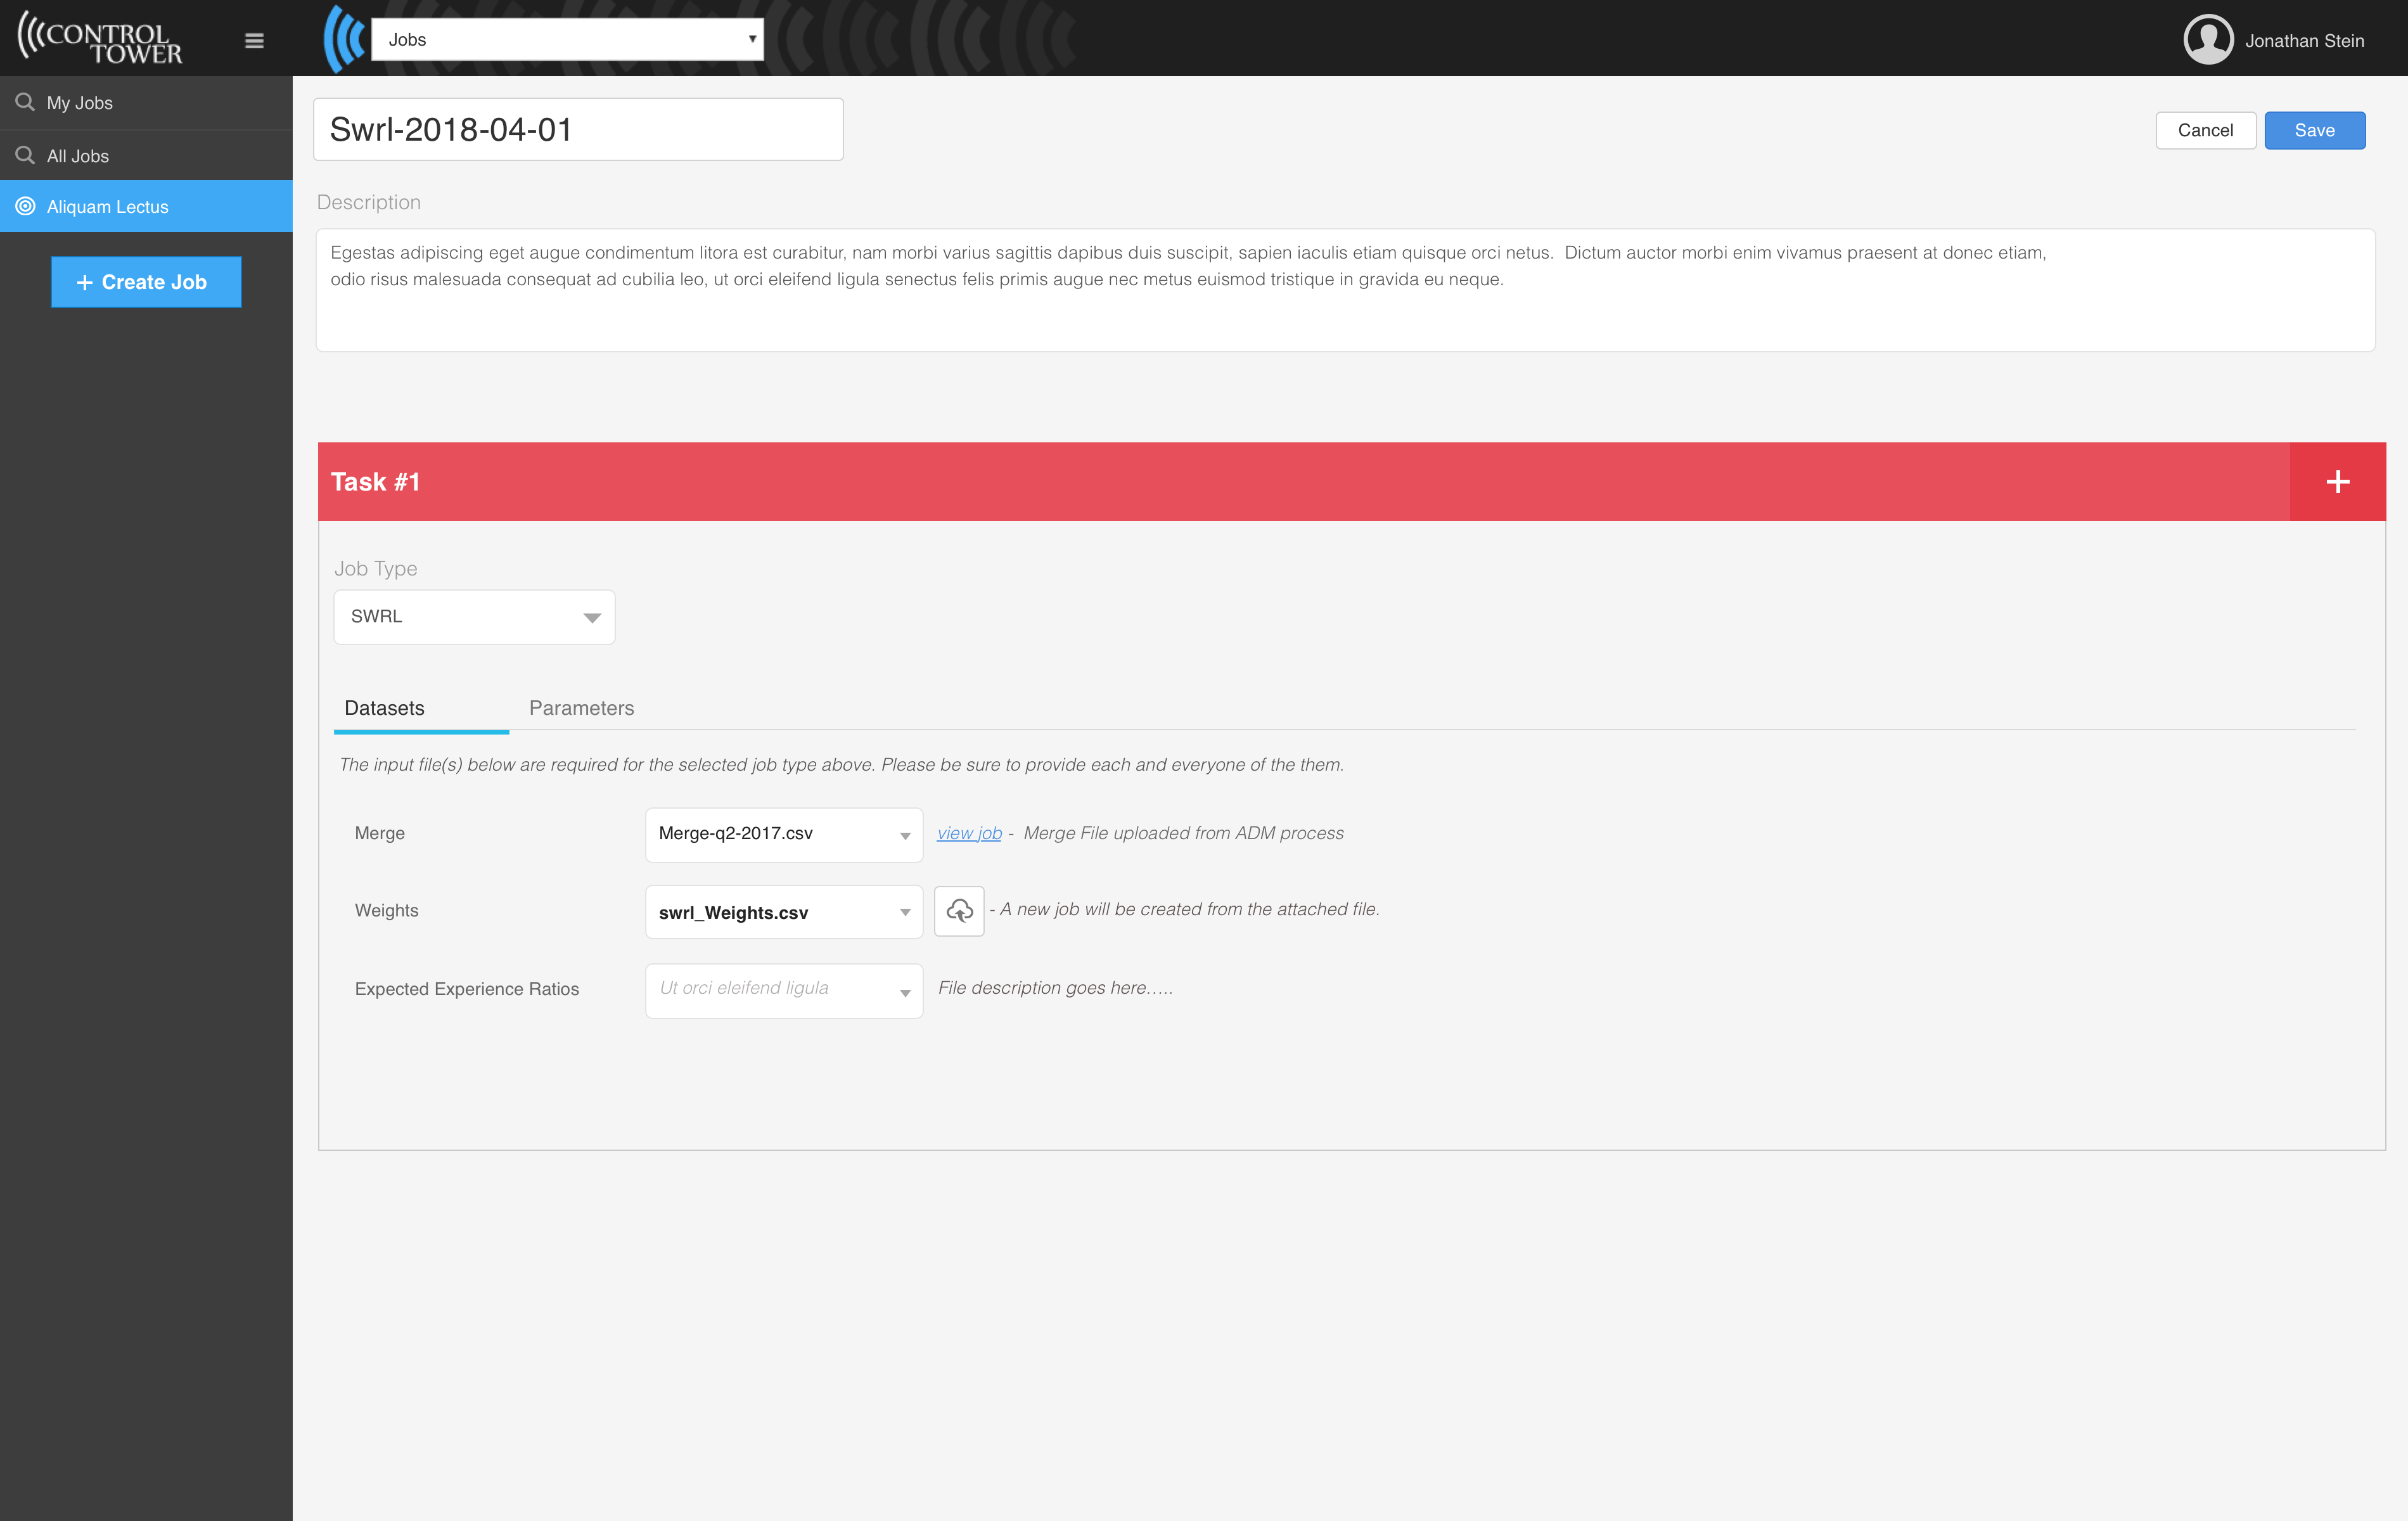 CONTROL
TOWER
Jobs
Jonathan Stein
My Jobs
All Jobs
Aliquam Lectus
+ Create Job
Swrl-2018-04-01
Cancel
Save
Description
Egestas adipiscing eget augue condimentum litora est curabitur, nam morbi varius sagittis dapibus duis suscipit, sapien iaculis etiam quisque orci netus.  Dictum auctor morbi enim vivamus praesent at donec etiam,
odio risus malesuada consequat ad cubilia leo, ut orci eleifend ligula senectus felis primis augue nec metus euismod tristique in gravida eu neque.
Task #1
+
Job Type
SWRL
Datasets
Parameters
The input file(s) below are required for the selected job type above. Please be sure to provide each and everyone of the them.
Merge
Merge-q2-2017.csv
view job -  Merge File uploaded from ADM process
Weights
swrl_Weights.csv
- A new job will be created from the attached file.
Expected Experience Ratios
Ut orci eleifend ligula
File description goes here.....